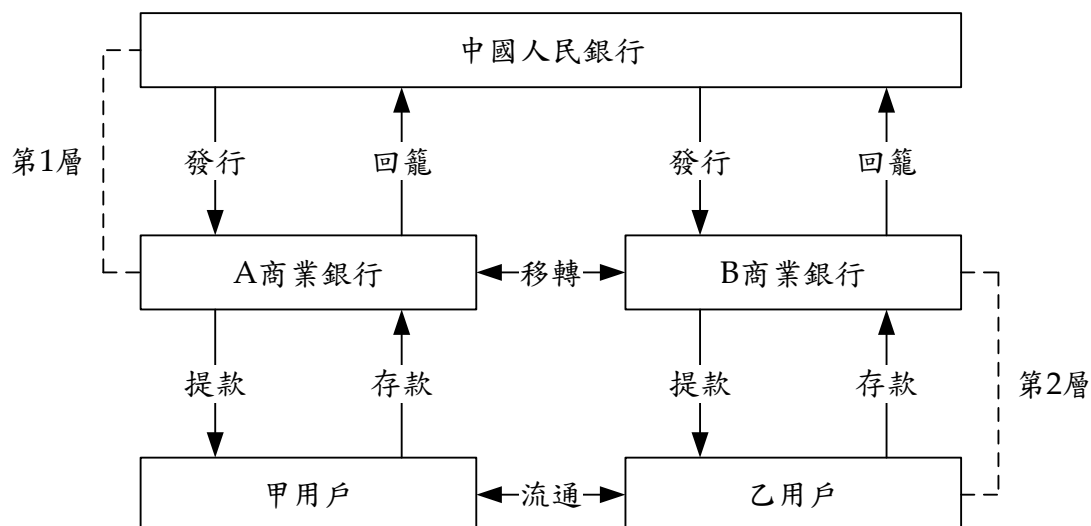 中國人民銀行
第1層
發行
回籠
發行
回籠
A商業銀行
移轉
B商業銀行
提款
存款
提款
存款
第2層
甲用戶
流通
乙用戶